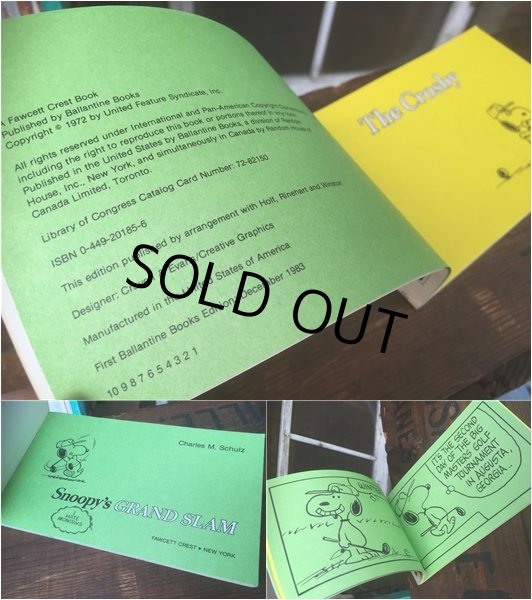 A Fawcett Crest Book
Published by Ballantine Books
Copyright © 1972 by United Feature Syndicate, Inc.
All rights reserved under International and Pan-American Copyright
including the right to reproduce this book or portions thereof in any form.
Published in the United States by Ballantine Books, a division of Random
House, Inc., New York, and simultaneously in Canada by Random House of
Canada Limited, Toronto.
Library of Congress Catalog Card Number: 72-82150
ISBN 0-449-20185-6
This edition published by arrangement with Holt, Rinehart and Winston
Designer: Evans/Creative Graphics
Manufactured in the United States of America
First Ballantine Books Edition: December 1983
10 9 8 7 6 5 4 3 2 1
The Crosby
SOLD OUT
Charles M. Schulz
Snoopy's GRAND SLAM
FAWCETT CREST • NEW YORK
WINTER
IT'S THE SECOND
DAY OF THE BIG
MASTERS GOLF
TOURNAMENT
IN AUGUSTA,
GEORGIA..